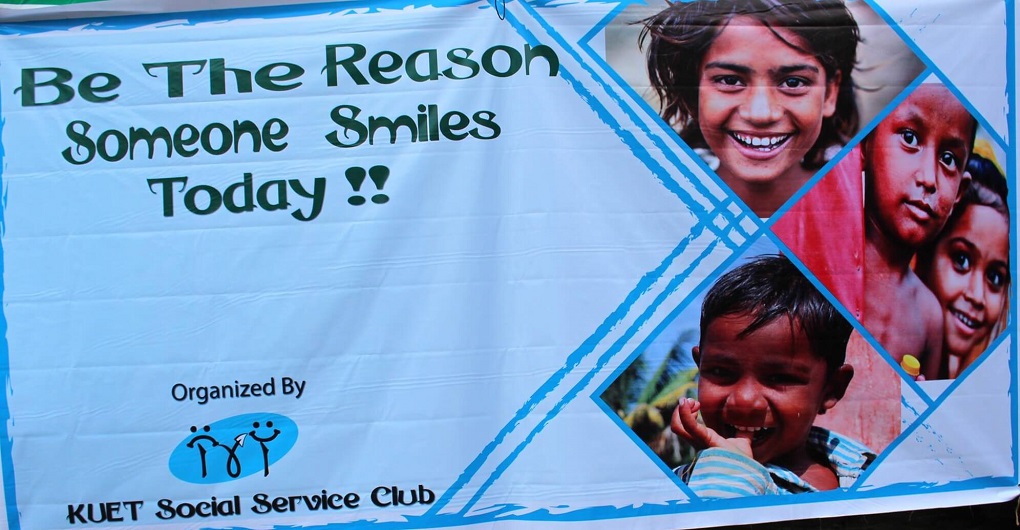 Be The Reason
Someone Smiles
Today !!
Organized By
KUET Social Service Club